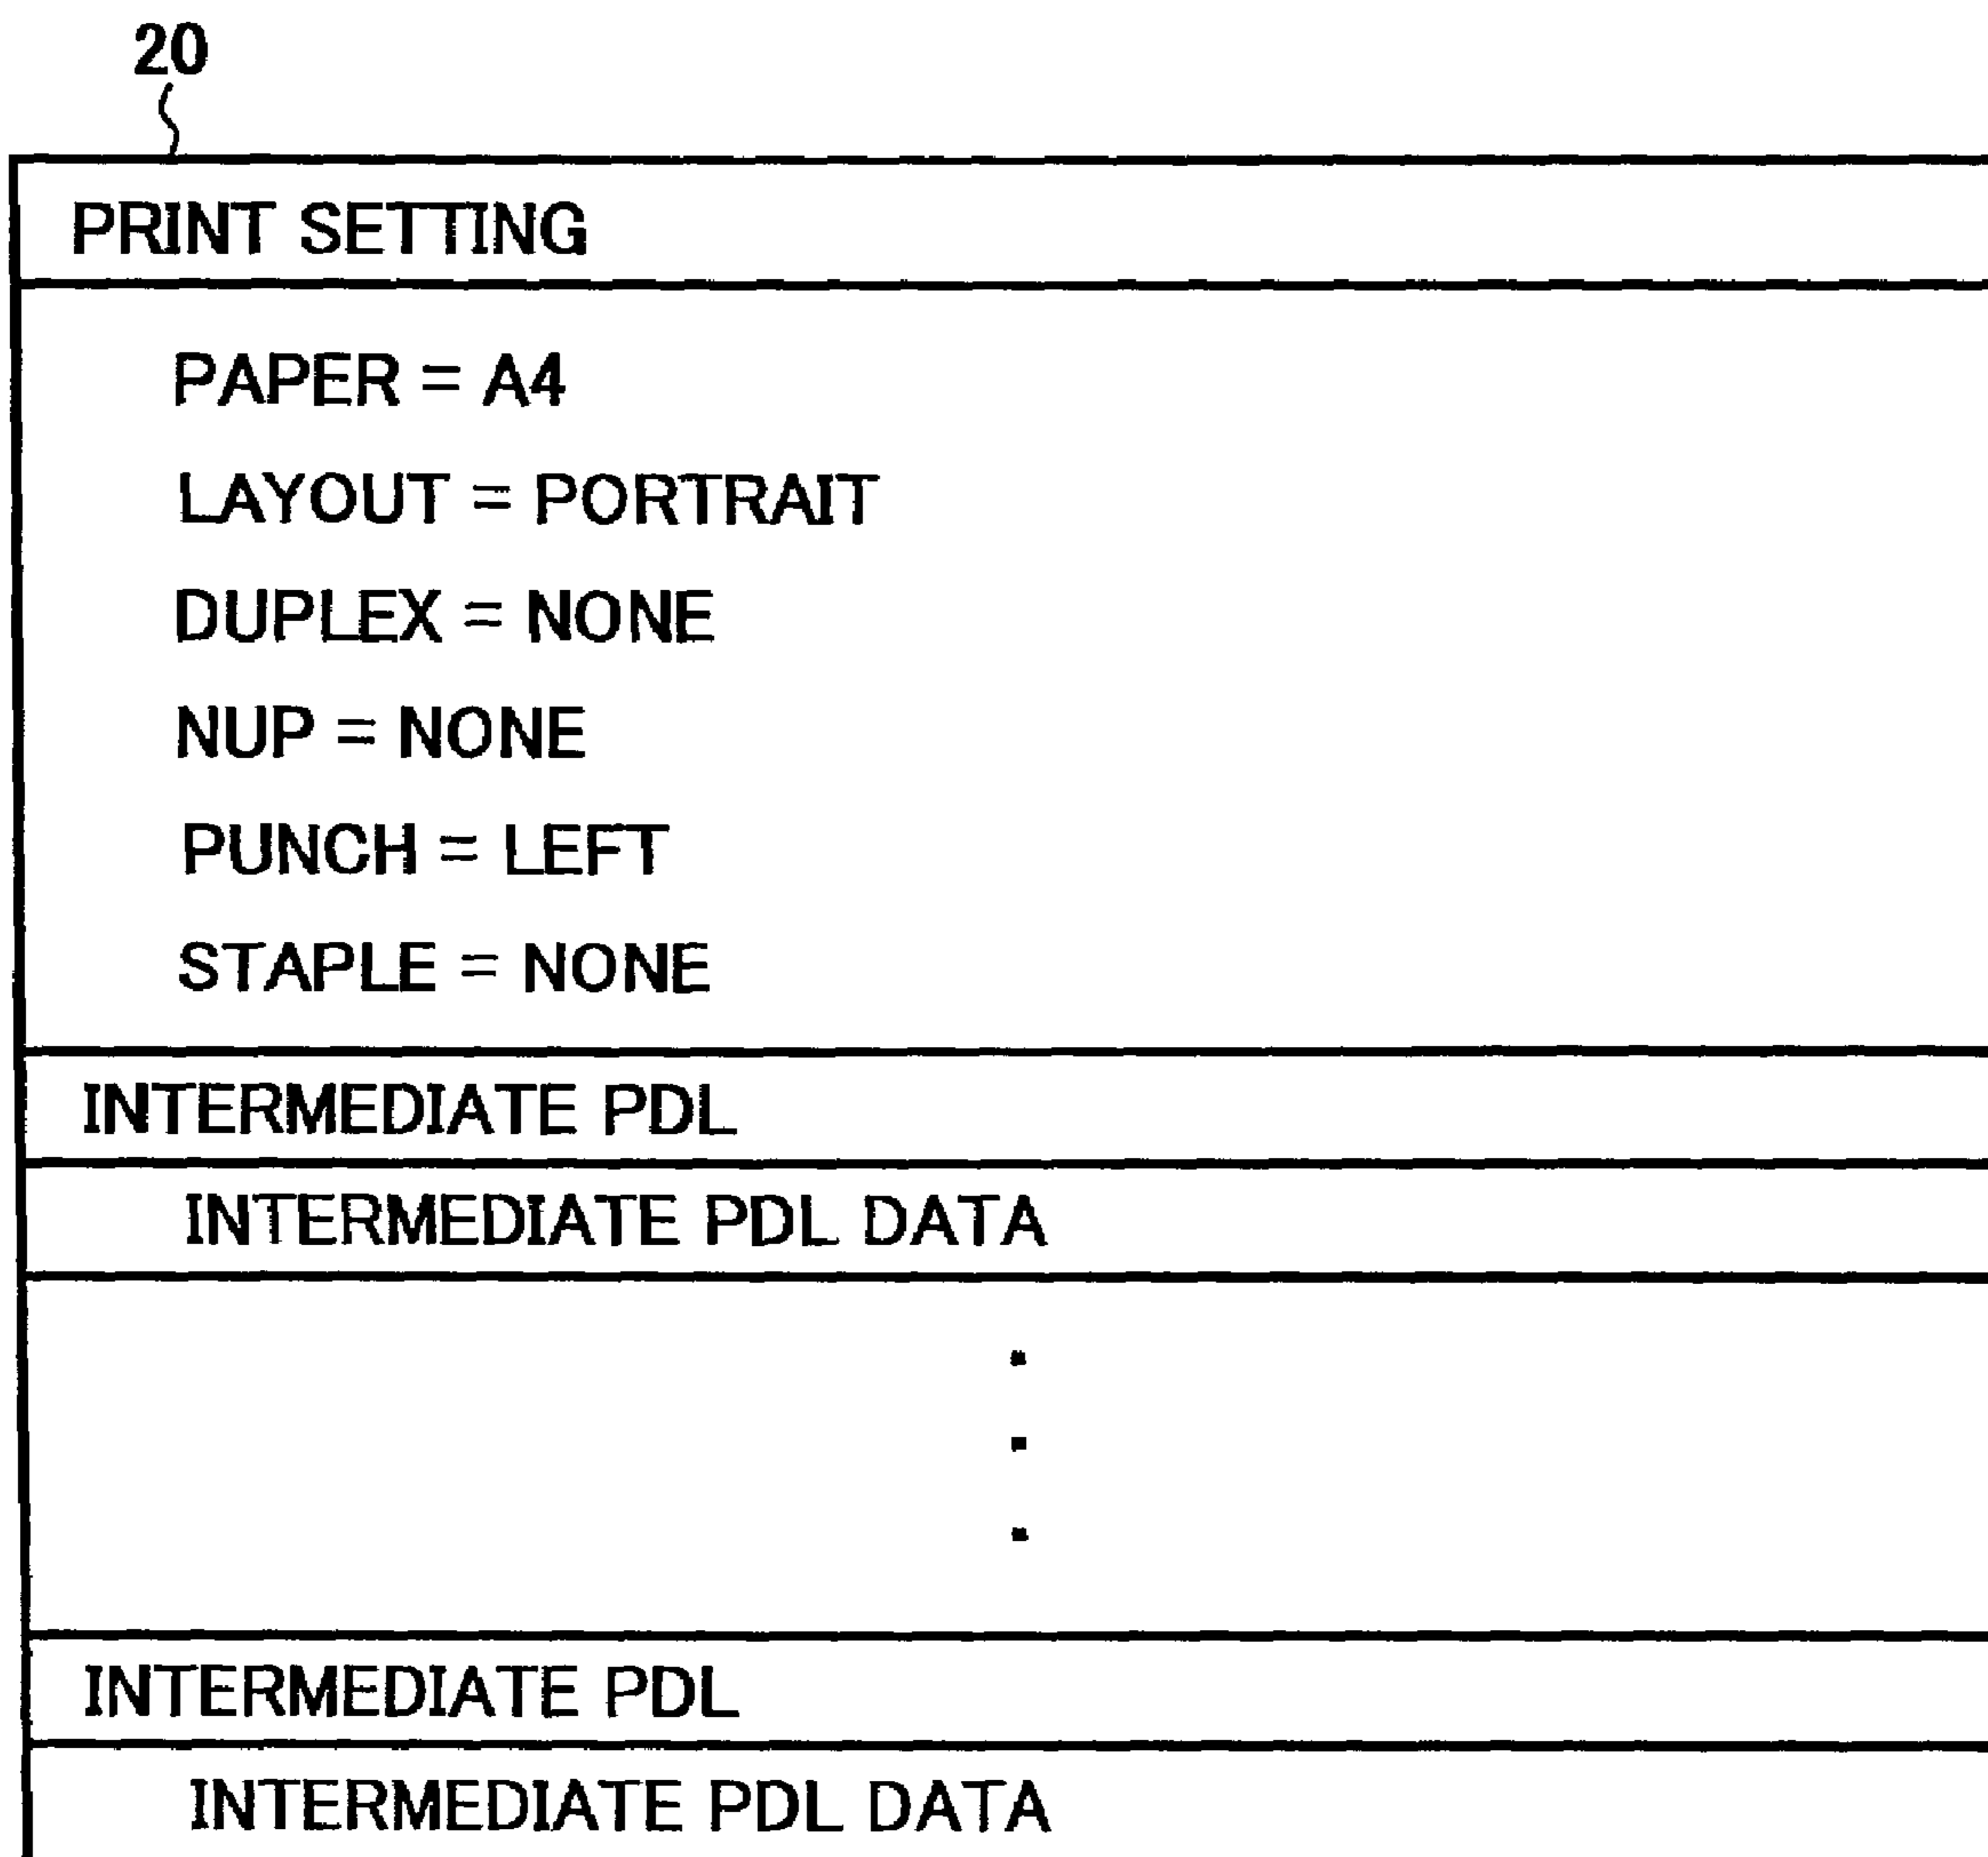 20
PRINT SETTING
PAPER = A4
LAYOUT = PORTRAIT
DUPLEX = NONE
NUP = NONE
PUNCH = LEFT
STAPLE = NONE
INTERMEDIATE PDL
INTERMEDIATE PDL DATA
INTERMEDIATE PDL
INTERMEDIATE PDL DATA